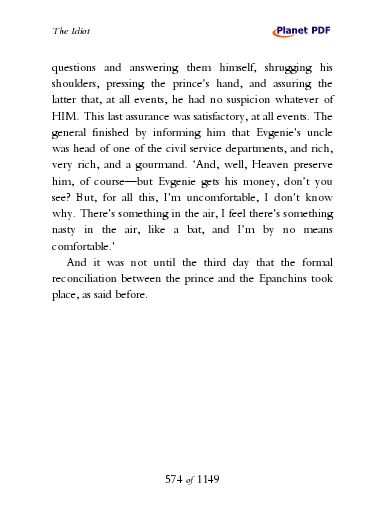 The Idiot
Planet PDF
questions and answering them himself, shrugging his
shoulders, pressing the prince’s hand, and assuring the
latter that, at all events, he had no suspicion whatever of
HIM. This last assurance was satisfactory, at all events. The
general finished by informing him that Evgenie’s uncle
was head of one of the civil service departments, and rich,
very rich, and a gourmand. ‘And, well, Heaven preserve
him, of course—but Evgenie gets his money, don’t you
see? But, for all this, I’m uncomfortable, I don’t know
why. There’s something in the air, I feel there’s something
nasty in the air, like a bat, and I’m by no means
comfortable.’
And it was not until the third day that the formal
reconciliation between the prince and the Epanchins took
place, as said before.
574 of 1149